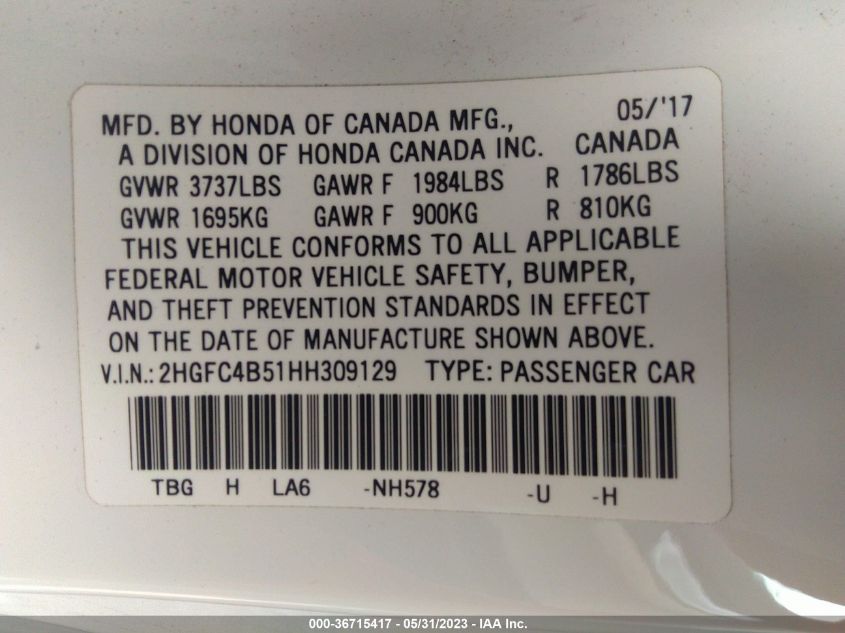 05/'17
MFD. BY HONDA OF CANADA MFG.,
A DIVISION OF HONDA CANADA INC. CANADA
GVWR 3737LBS GAWR F 1984LBS R 1786LBS
GVWR 1695KG GAWR F 900KG R 810KG
THIS VEHICLE CONFORMS TO ALL APPLICABLE
FEDERAL MOTOR VEHICLE SAFETY, BUMPER,
AND THEFT PREVENTION STANDARDS IN EFFECT
ON THE DATE OF MANUFACTURE SHOWN ABOVE.
V.I.N.: 2HGFC4B51HH309129 TYPE: PASSENGER CAR
TBG H LA6 -NH578 -U -H
000-36715417 - 05/31/2023 - IAA Inc.